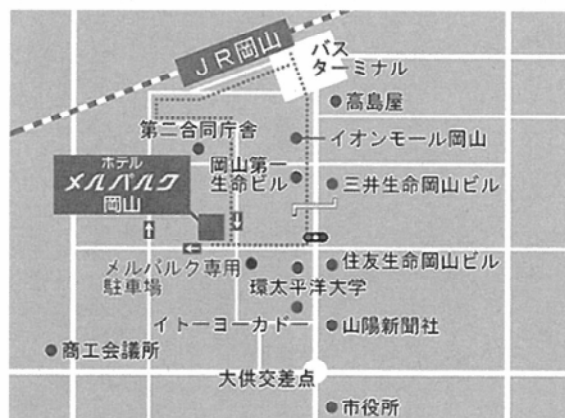 JR岡山
バス
ターミナル
高島屋
第二合同庁舎
イオンモール岡山
岡山第一
生命ビル
ホテル
メルパルク
岡山
三井生命岡山ビル
メルパルク専用
駐車場
住友生命岡山ビル
環太平洋大学
イトーヨーカドー
山陽新聞社
商工会議所
大供交差点
市役所